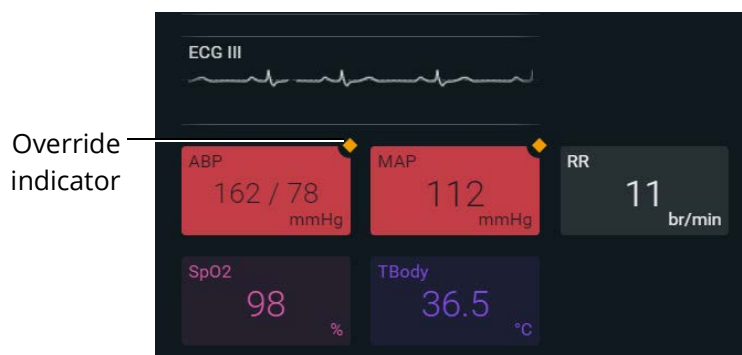 ECG III
Override
indicator
ABP
162 / 78
mmHg
MAP
112
mmHg
RR
11
br/min
SpO2
98
%
TBody
36.5
°C